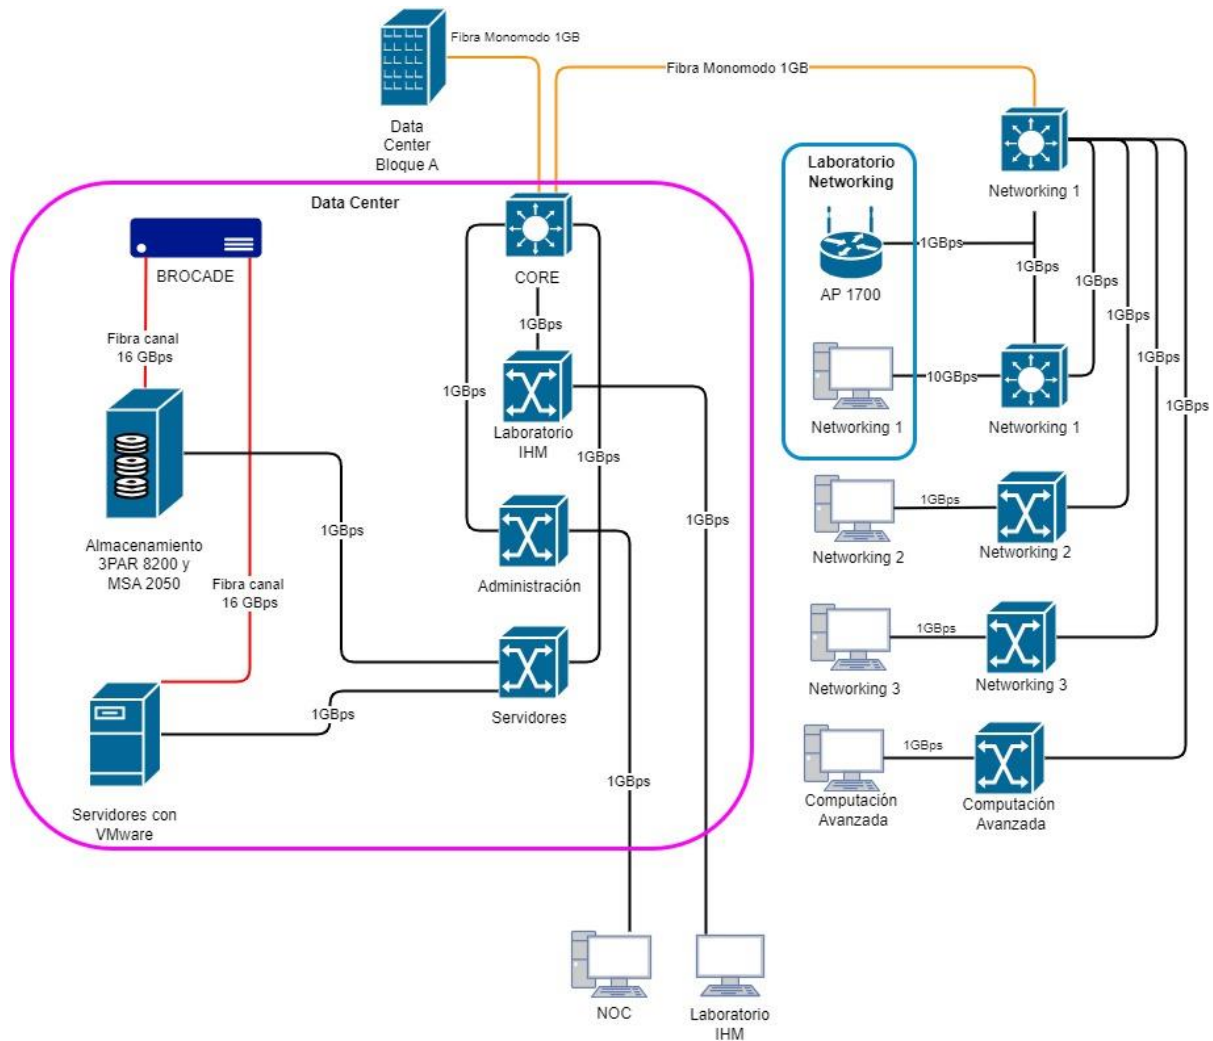 Fibra Monomodo 1GB
Fibra Monomodo 1GB
Data
Center
Bloque A
Laboratorio
Networking
Networking 1
Data Center
BROCADE
CORE
1GBps
1GBps
AP 1700
1GBps
1GBps
1GBps
1GBps
Fibra canal
16 GBps
1GBps
10GBps
1GBps
Laboratorio
IHM
Networking 1
Networking 1
1GBps
1GBps
1GBps
1GBps
Almacenamiento
3PAR 8200 y
MSA 2050
Networking 2
Networking 2
Administración
Fibra canal
16 GBps
1GBps
Networking 3
Networking 3
Servidores
1GBps
1GBps
1GBps
Servidores con
VMware
Computación
Avanzada
Computación
Avanzada
NOC
Laboratorio
IHM